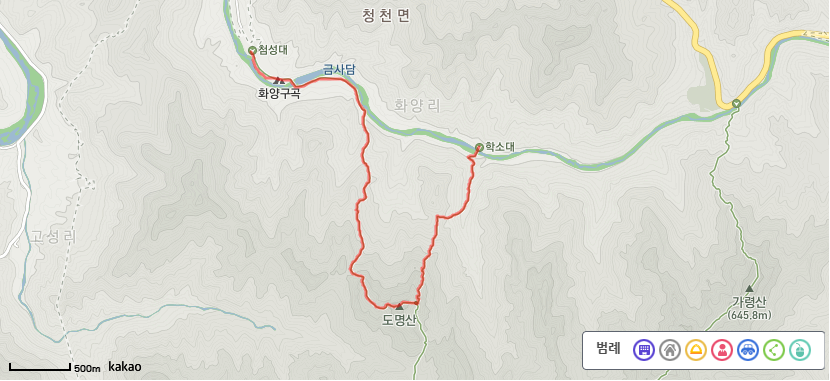 청천면
첨성대
금사담
화양구곡
화양리
학소대
고성리
가령산
(645.8m)
도명산
범례
500m kakao